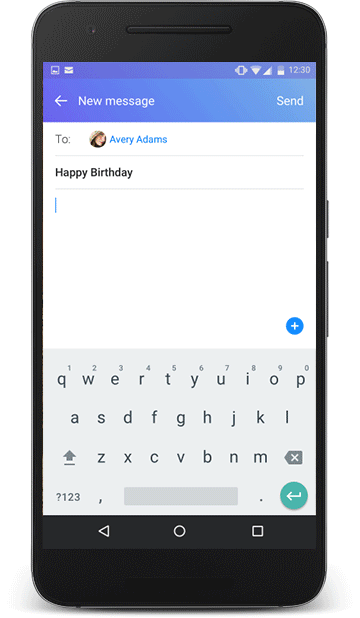 12:30
New message Send
To: Avery Adams
Happy Birthday
1 2 3 4 5 6 7 8 9 0
q w e r t y u i o p
a s d f g h j k l
z x c v b n m
?123 , .